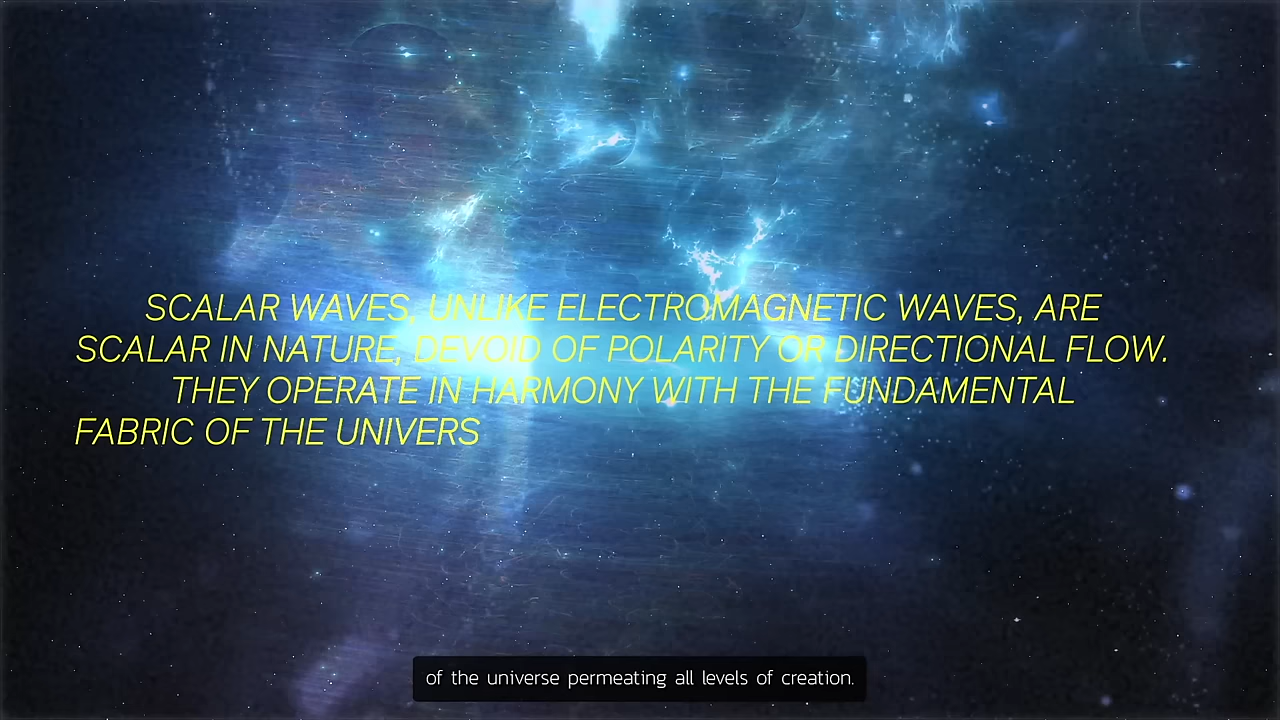 SCALAR WAVES, UNLIKE ELECTROMAGNETIC WAVES, ARE
SCALAR IN NATURE, DEVOID OF POLARITY OR DIRECTIONAL FLOW.
THEY OPERATE IN HARMONY WITH THE FUNDAMENTAL
FABRIC OF THE UNIVERS
of the universe permeating all levels of creation.